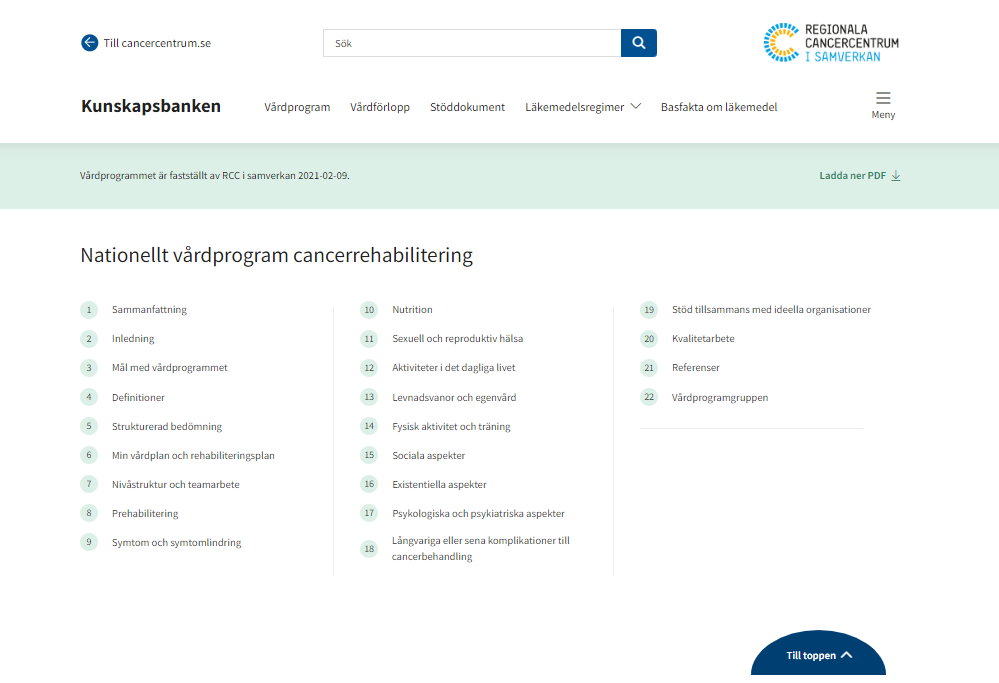 Till cancercentrum.se
Sök
REGIONALA
CANCERCENTRUM
I SAMVERKAN
Kunskapsbanken
Vårdprogram
Vårdförlopp
Stöddokument
Läkemedelsregimer
Basfakta om läkemedel
Meny
Vårdprogrammet är fastställt av RCC i samverkan 2021-02-09.
Ladda ner PDF
Nationellt vårdprogram cancerrehabilitering
1 Sammanfattning
2 Inledning
3 Mål med vårdprogrammet
4 Definitioner
5 Strukturerad bedömning
6 Min vårdplan och rehabiliteringsplan
7 Nivåstruktur och teamarbete
8 Prehabilitering
9 Symtom och symtomlindring
10 Nutrition
11 Sexuell och reproduktiv hälsa
12 Aktiviteter i det dagliga livet
13 Levnadsvanor och egenvård
14 Fysisk aktivitet och träning
15 Sociala aspekter
16 Existentiella aspekter
17 Psykologiska och psykiatriska aspekter
18 Långvariga eller sena komplikationer till
cancerbehandling
19 Stöd tillsammans med ideella organisationer
20 Kvalitetarbete
21 Referenser
22 Vårdprogramgruppen
Till toppen